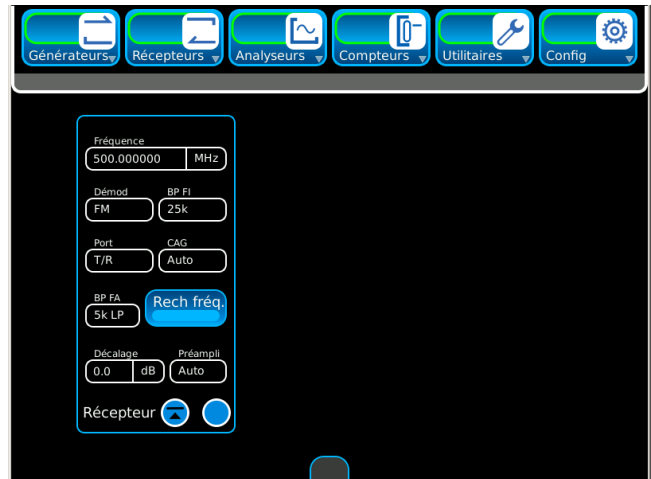 Générateurs Récepteurs Analyseurs Compteurs Utilitaires Config
Fréquence
500.000000 MHz
Démod BP FI
FM 25k
Port CAG
T/R Auto
BP FA
5k LP Rech fréq.
Décalage Préampli
0.0 dB Auto
Récepteur